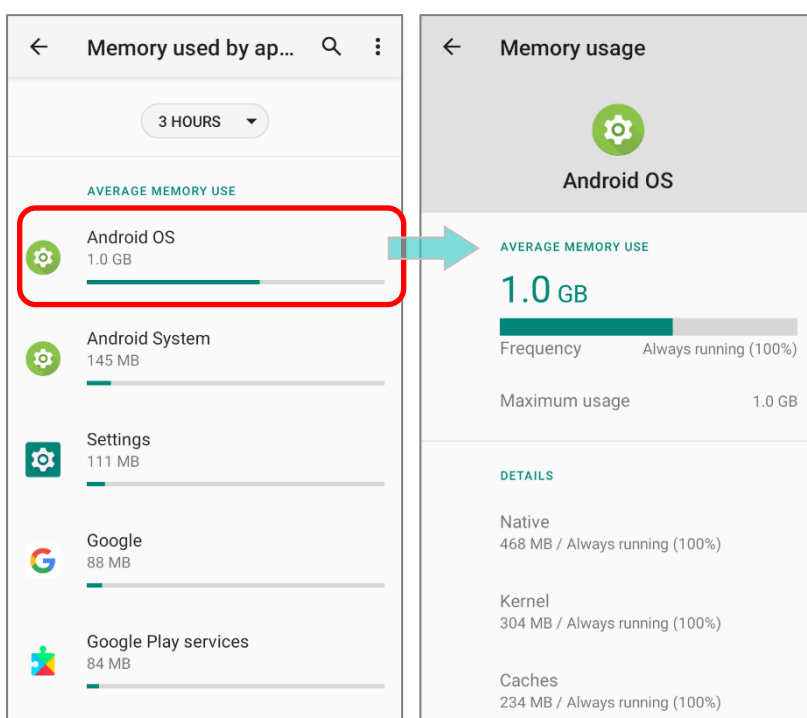 Memory used by ap...
3 HOURS
AVERAGE MEMORY USE
Android OS
1.0 GB
Android System
145 MB
Settings
111 MB
Google
88 MB
Google Play services
84 MB
Memory usage
Android OS
AVERAGE MEMORY USE
1.0 GB
Frequency Always running (100%)
Maximum usage 1.0 GB
DETAILS
Native
468 MB / Always running (100%)
Kernel
304 MB / Always running (100%)
Caches
234 MB / Always running (100%)